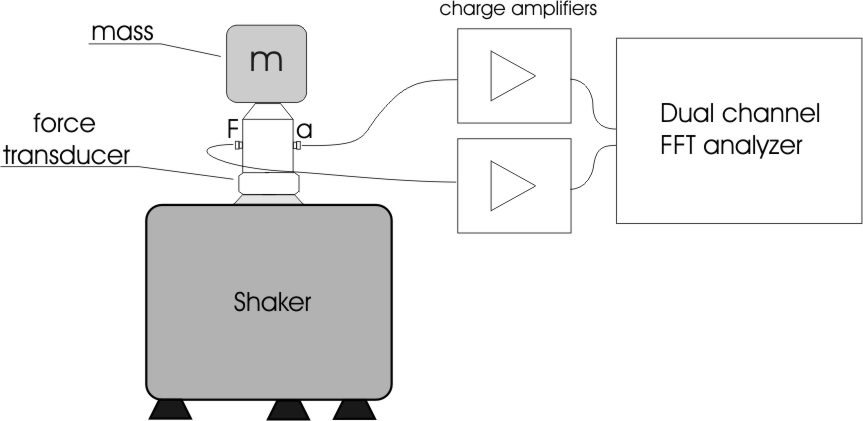 charge amplifiers
mass
m
force
transducer
F
a
Dual channel
FFT analyzer
Shaker